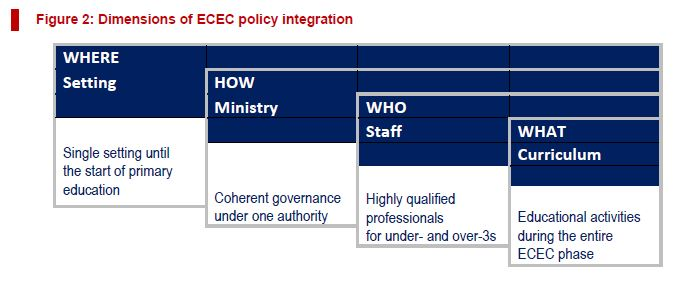 Figure 2: Dimensions of ECEC policy integration
WHERE
Setting
Single setting until
the start of primary
education
HOW
Ministry
Coherent governance
under one authority
WHO
Staff
Highly qualified
professionals
for under- and over-3s
WHAT
Curriculum
Educational activities
during the entire
ECEC phase